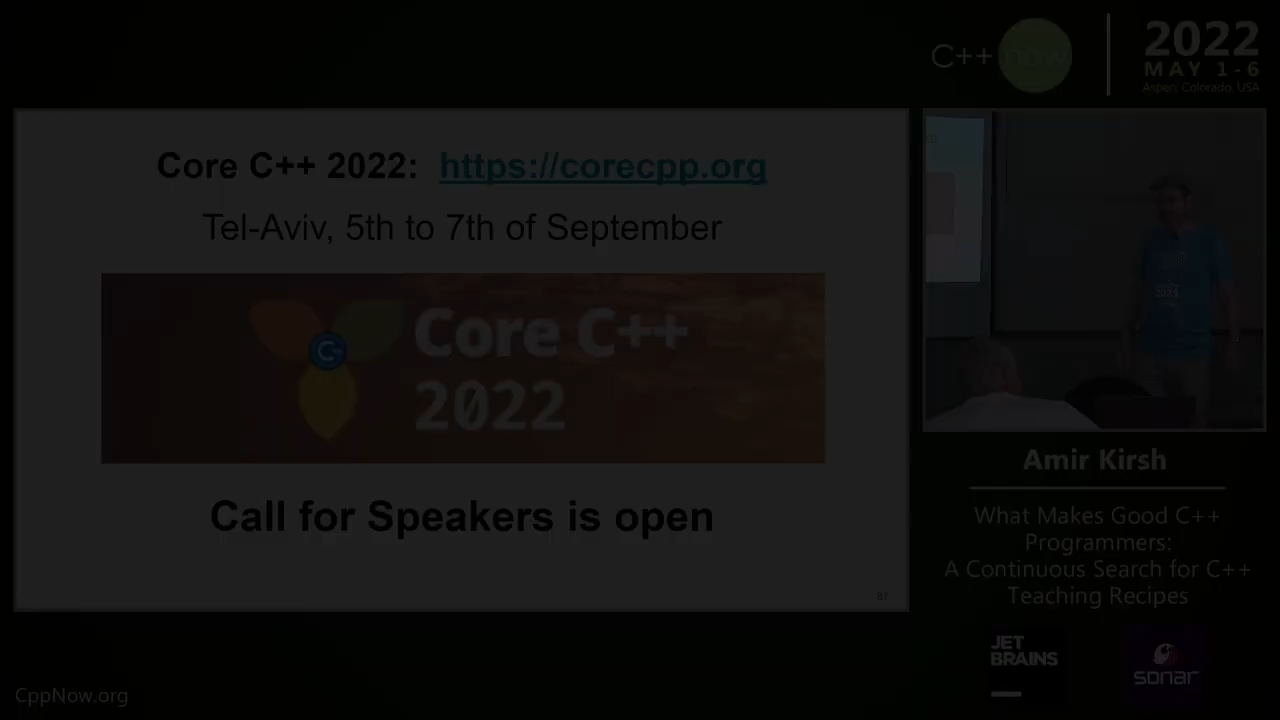 C++ now
2022
MAY 1-6
Aspen, Colorado, USA
Core C++ 2022: https://corecpp.org
Tel-Aviv, 5th to 7th of September
C++
Core C++
2022
Call for Speakers is open
87
Amir Kirsh
What Makes Good C++
Programmers:
A Continuous Search for C++
Teaching Recipes
JET
BRAINS
sonar
CppNow.org